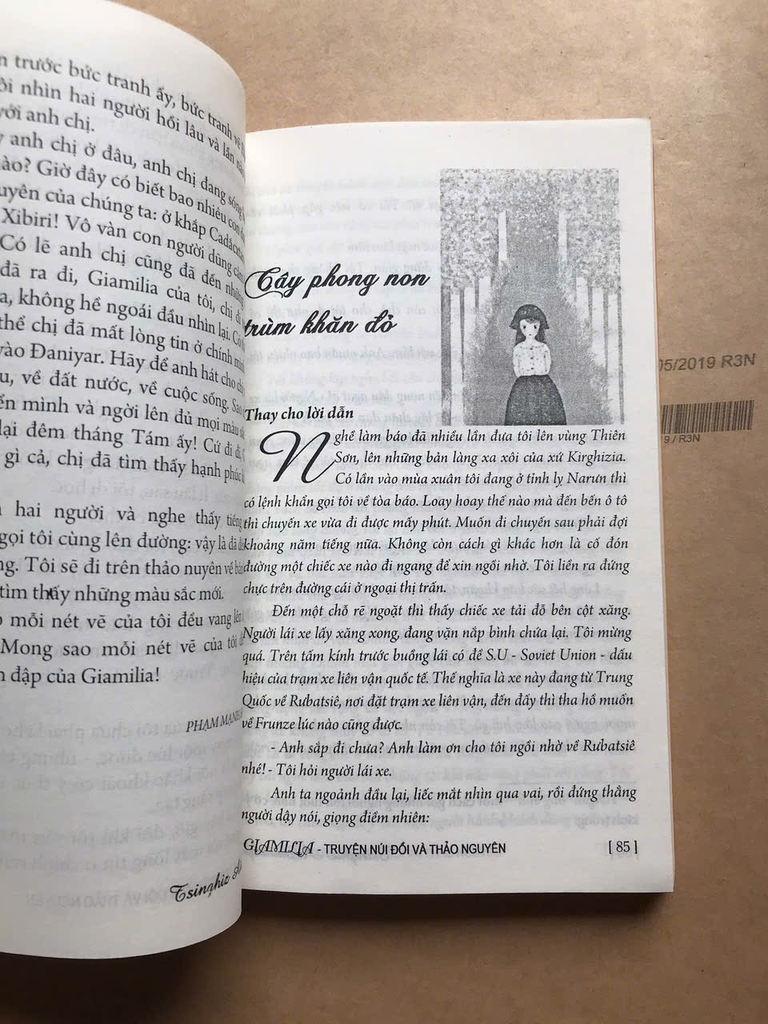 trước bức tranh ấy, bức tranh vẽ
nhìn hai người hồi lâu và lần
với anh chị.
anh chị ở đâu, anh chị đang sống
nào? Giờ đây có biết bao nhiêu con
nguyên của chúng ta: ở khắp
Xibiri! Vô vàn con người dũng cảm
Có lẽ anh chị cũng đã đến những
đã ra đi, Giamilia của tôi, chị đi
không hề ngoái đầu nhìn lại.
thể chị đã mất lòng tin ở chính mình
vào Đaniyar. Hãy để anh hát cho chị
về đất nước, về cuộc sống.
mình và ngời lên đủ mọi màu
lại đêm tháng Tám ấy! Cứ đi đi,
gì cả, chị đã tìm thấy hạnh phúc
hai người và nghe thấy tiếng
gọi tôi cùng lên đường: vậy là đã
Tôi sẽ đi trên thảo nuyên về
tìm thấy những màu sắc mới.
mỗi nét vẽ của tôi đều vang lên
Mong sao mỗi nét vẽ của tôi
đập của Giamilia!
PHẠM
Tsinghiz
Cây phong non
trùm khăn đỏ
Thay cho lời dẫn
Nghề làm báo đã nhiều lần đưa tôi lên vùng Thiên
Sơn, lên những bản làng xa xôi của xứ Kirghizia.
Có lần vào mùa xuân tôi đang ở tỉnh lỵ Narưn thì
có lệnh khẩn gọi tôi về tòa báo. Loay hoay thế nào mà đến bến ô tô
thì chuyến xe vừa đi được mấy phút. Muốn đi chuyến sau phải đợi
khoảng năm tiếng nữa. Không còn cách gì khác hơn là cố đón
đường một chiếc xe nào đi ngang để xin ngồi nhờ. Tôi liền ra đứng
chực trên đường cái ở ngoại thị trấn.
Đến một chỗ rẽ ngoặt thì thấy chiếc xe tải đỗ bên cột xăng.
Người lái xe lấy xăng xong, đang vặn nắp bình chứa lại. Tôi mừng
quá. Trên tấm kính trước buồng lái có đề S.U - Soviet Union - dấu
hiệu của trạm xe liên vận quốc tế. Thế nghĩa là xe này đang từ Trung
Quốc về Rưbatsiê, nơi đặt trạm xe liên vận, đến đấy thì tha hồ muốn
về Frunze lúc nào cũng được.
- Anh sắp đi chưa? Anh làm ơn cho tôi ngồi nhờ về Rưbatsiê
nhé! - Tôi hỏi người lái xe.
Anh ta ngoảnh đầu lại, liếc mắt nhìn qua vai, rồi đứng thẳng
người dậy nói, giọng điềm nhiên:
GIAMILIA - TRUYỆN NÚI ĐỒI VÀ THẢO NGUYÊN [ 85 ]
05/2019 R3N
19 / R3N